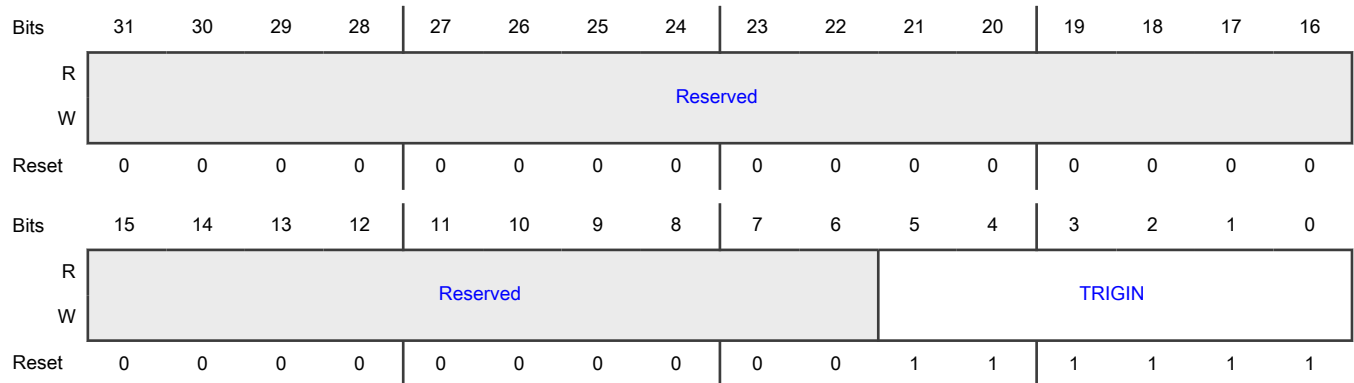 Bits 31 30 29 28 27 26 25 24 23 22 21 20 19 18 17 16
R
Reserved
W
Reset 0 0 0 0 0 0 0 0 0 0 0 0 0 0 0 0
Bits 15 14 13 12 11 10 9 8 7 6 5 4 3 2 1 0
R
Reserved TRIGIN
W
Reset 0 0 0 0 0 0 0 0 0 0 1 1 1 1 1 1